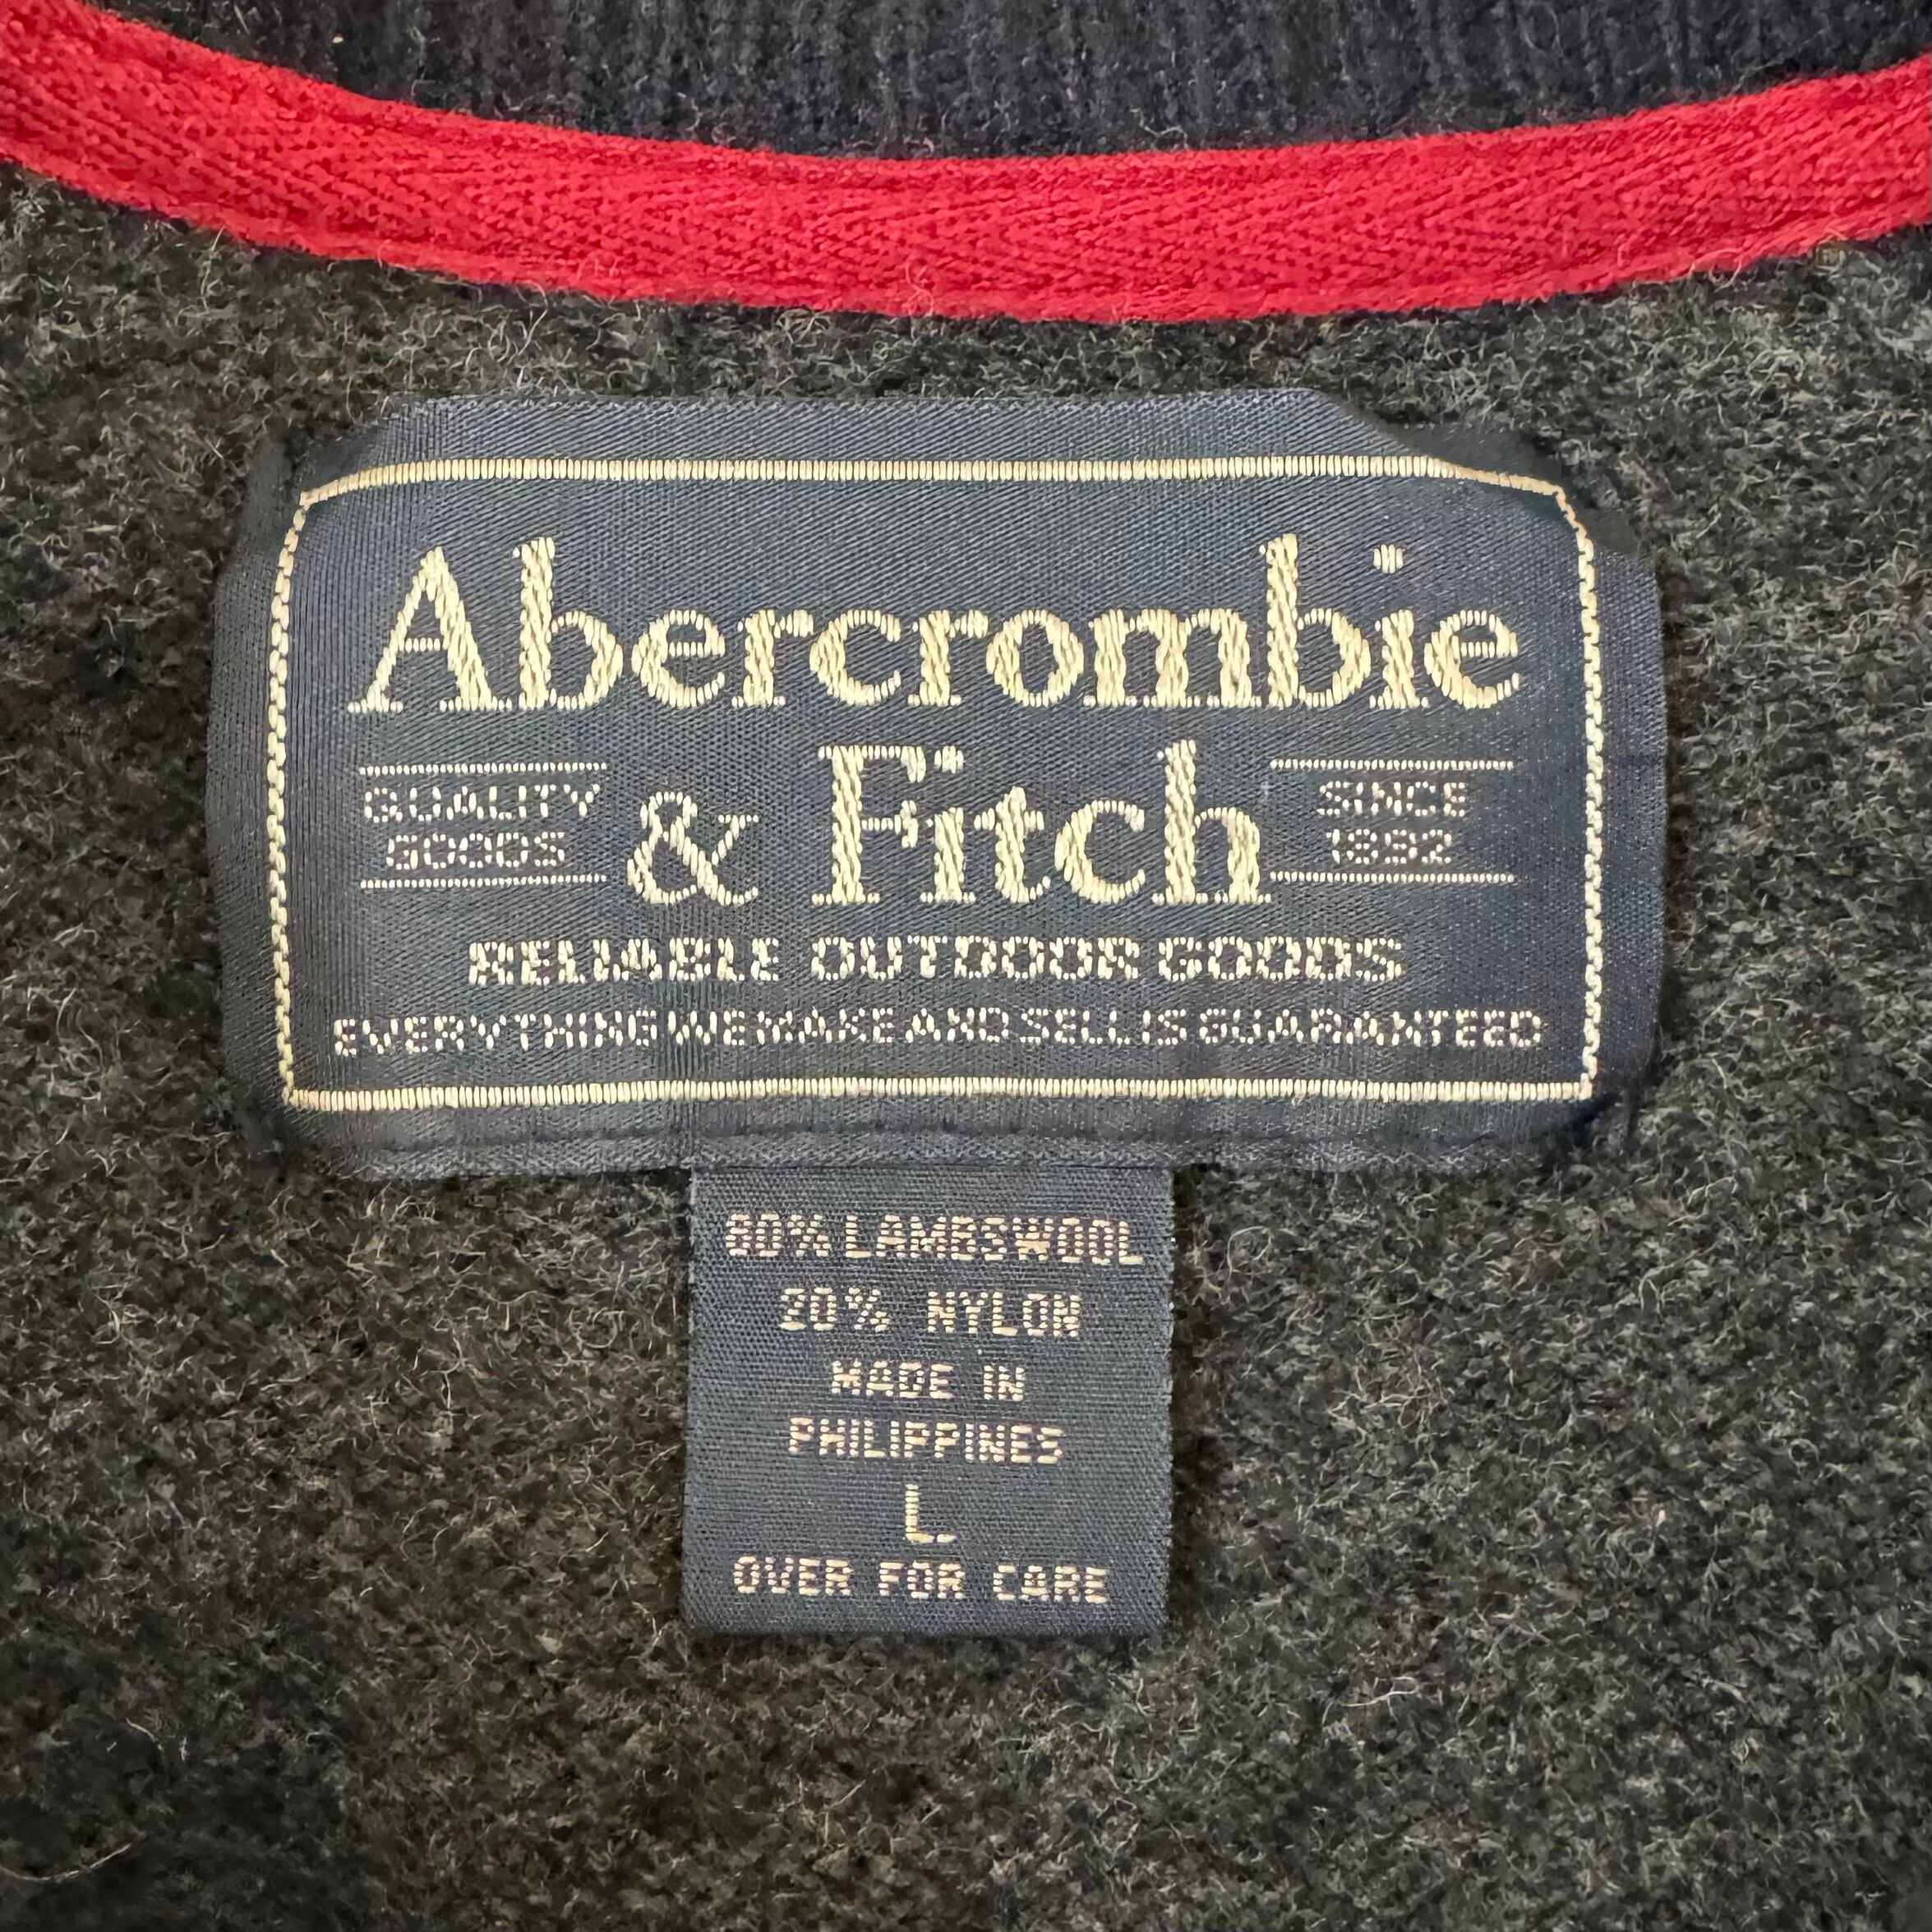 Abercrombie
& Fitch
QUALITY
GOODS
SINCE
1892
RELIABLE OUTDOOR GOODS
EVERYTHING WE MAKE AND SELL IS GUARANTEED
80% LAMBSWOOL
20% NYLON
MADE IN
PHILIPPINES
L
OVER FOR CARE